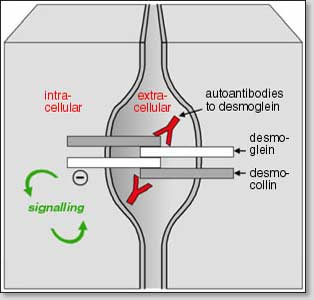 intra-
cellular
extra-
cellular
autoantibodies
to desmoglein
desmo-
glein
desmo-
collin
signalling